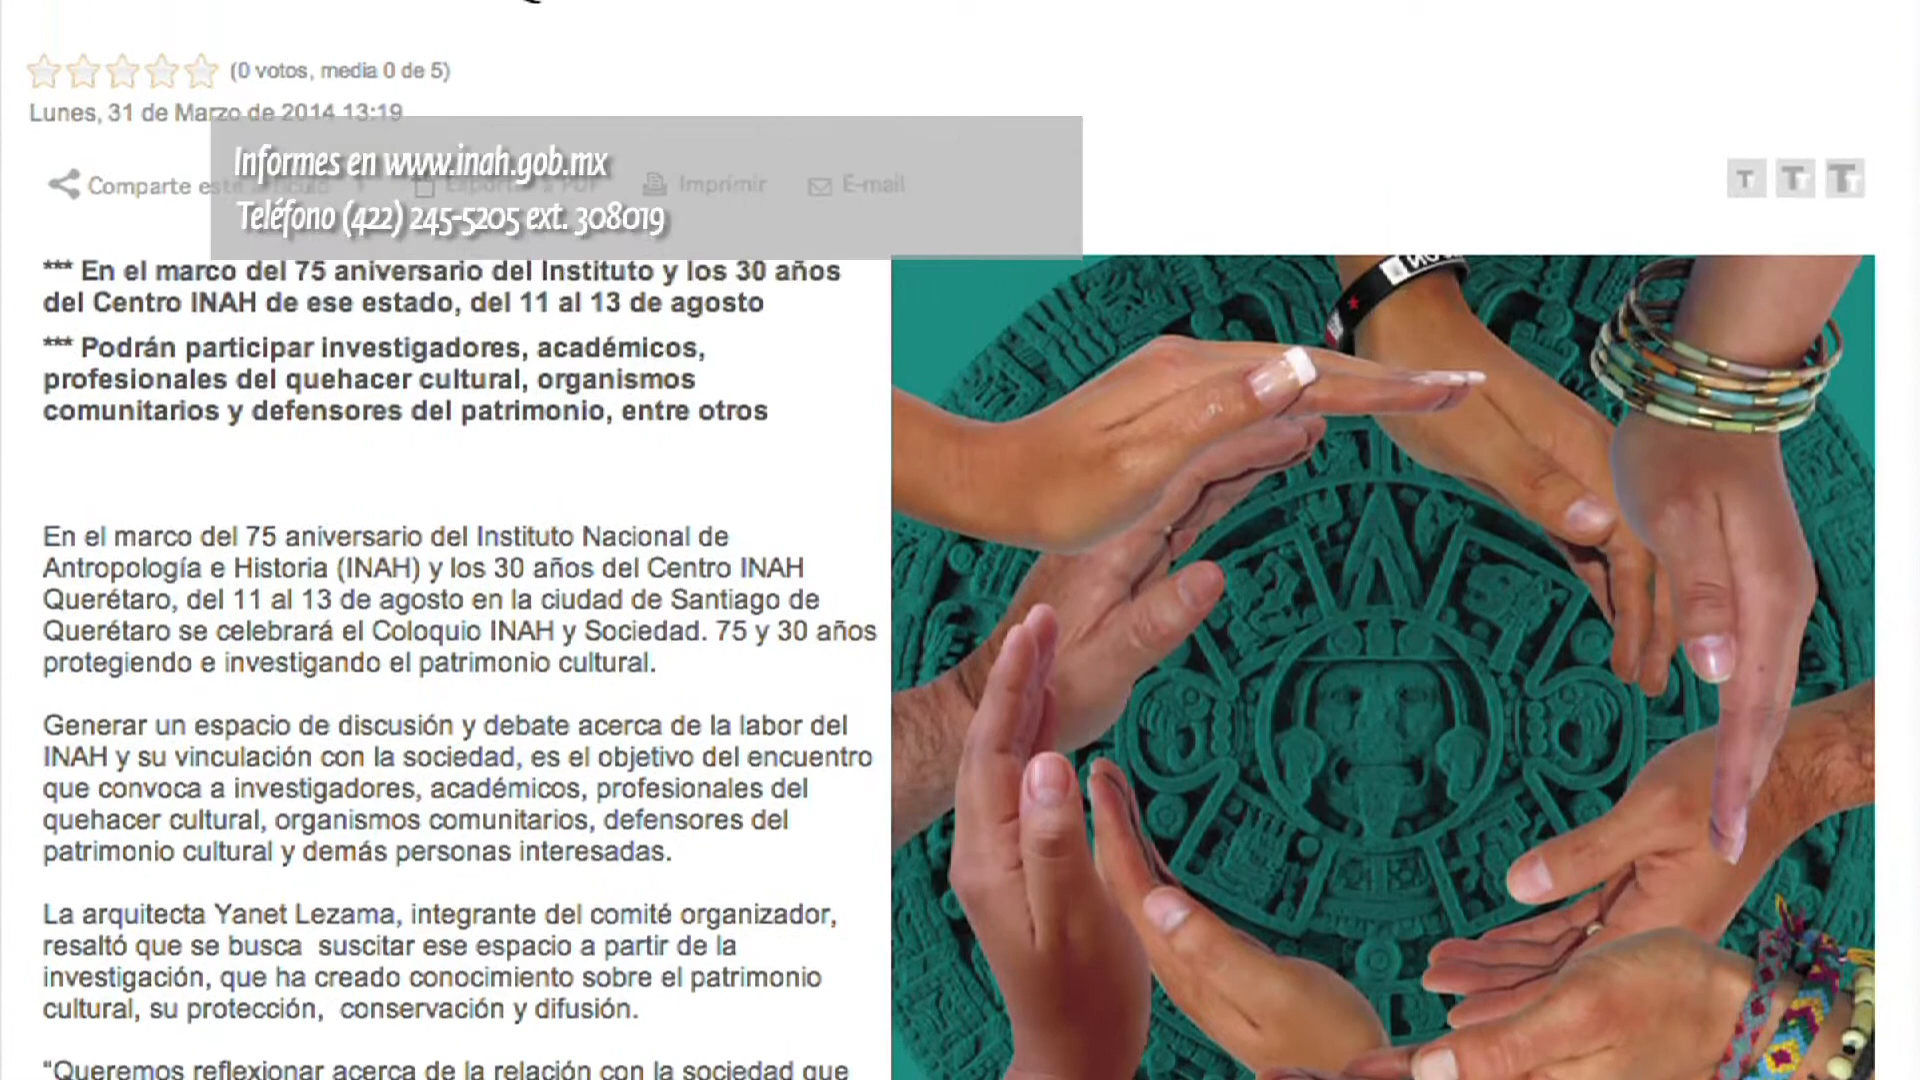 (0 votos, media 0 de 5)
Lunes, 31 de Marzo de 2014 13:19
Informes en www.inah.gob.mx
Teléfono (422) 245-5205 ext. 308019
Comparte este artículo
Exportar a PDF
Imprimir
E-mail
T T T
*** En el marco del 75 aniversario del Instituto y los 30 años
del Centro INAH de ese estado, del 11 al 13 de agosto
*** Podrán participar investigadores, académicos,
profesionales del quehacer cultural, organismos
comunitarios y defensores del patrimonio, entre otros
En el marco del 75 aniversario del Instituto Nacional de
Antropología e Historia (INAH) y los 30 años del Centro INAH
Querétaro, del 11 al 13 de agosto en la ciudad de Santiago de
Querétaro se celebrará el Coloquio INAH y Sociedad. 75 y 30 años
protegiendo e investigando el patrimonio cultural.
Generar un espacio de discusión y debate acerca de la labor del
INAH y su vinculación con la sociedad, es el objetivo del encuentro
que convoca a investigadores, académicos, profesionales del
quehacer cultural, organismos comunitarios, defensores del
patrimonio cultural y demás personas interesadas.
La arquitecta Yanet Lezama, integrante del comité organizador,
resaltó que se busca suscitar ese espacio a partir de la
investigación, que ha creado conocimiento sobre el patrimonio
cultural, su protección, conservación y difusión.
“Queremos reflexionar acerca de la relación con la sociedad que